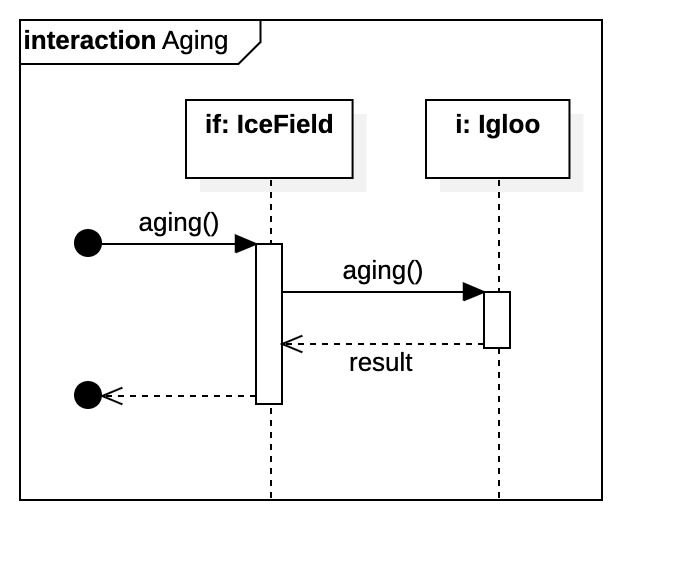 interaction Aging
if: IceField
i: Igloo
aging()
aging()
result